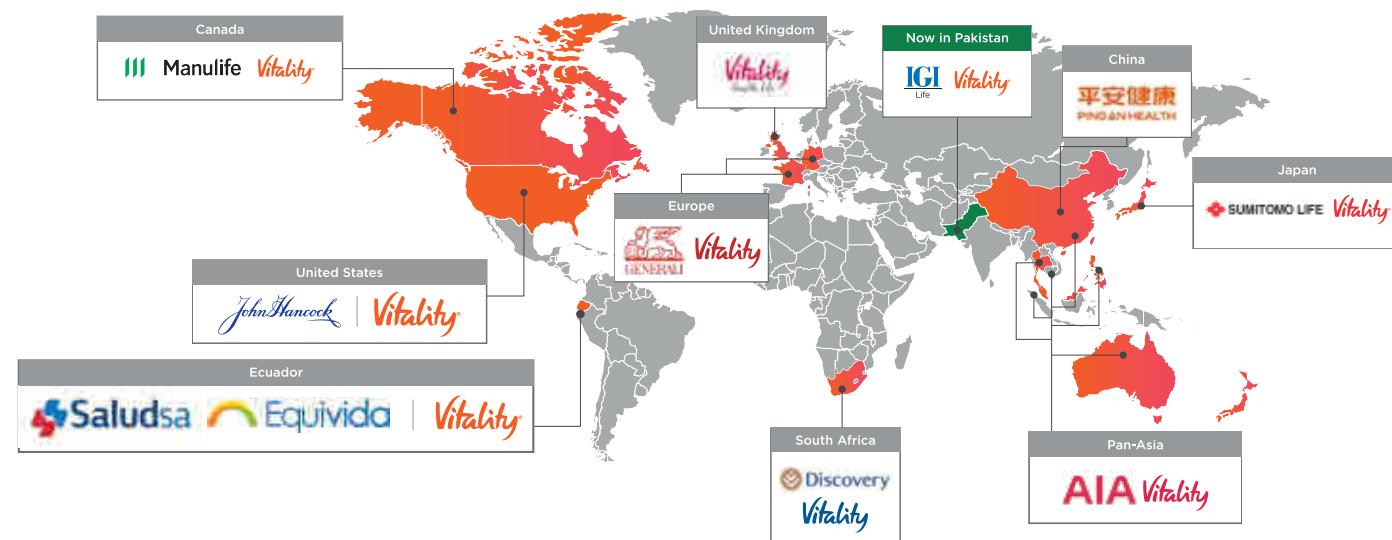 Canada
Manulife Vitality
United Kingdom
Vitality
Now in Pakistan
IGI Vitality
Life
China
平安健康
PING AN HEALTH
Japan
SUMITOMO LIFE Vitality
Europe
GENERALI Vitality
United States
John Hancock Vitality
Ecuador
Saludsa Equivida Vitality
South Africa
Discovery
Vitality
Pan-Asia
AIA Vitality